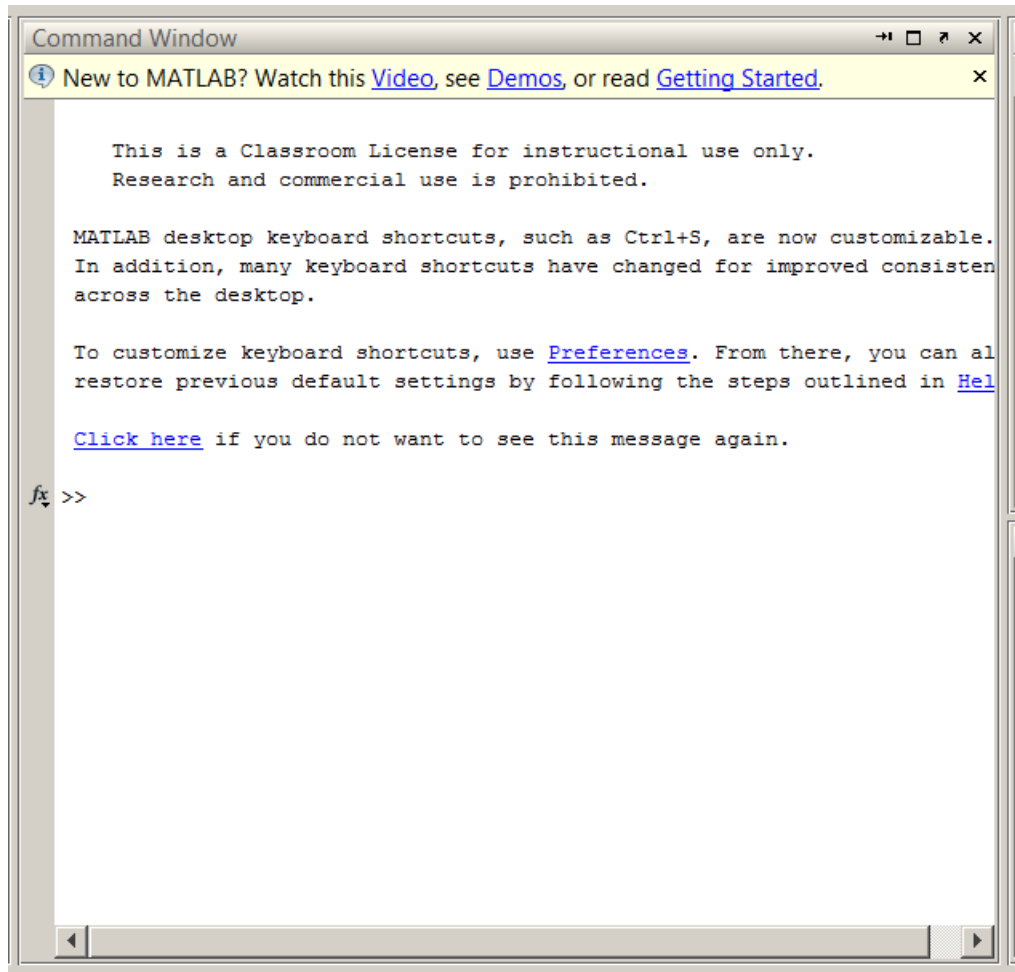 Command Window
New to MATLAB? Watch this Video, see Demos, or read Getting Started.
This is a Classroom License for instructional use only.
Research and commercial use is prohibited.
MATLAB desktop keyboard shortcuts, such as Ctrl+S, are now customizable.
In addition, many keyboard shortcuts have changed for improved consisten
across the desktop.
To customize keyboard shortcuts, use Preferences. From there, you can al
restore previous default settings by following the steps outlined in Hel
Click here if you do not want to see this message again.
fx >>